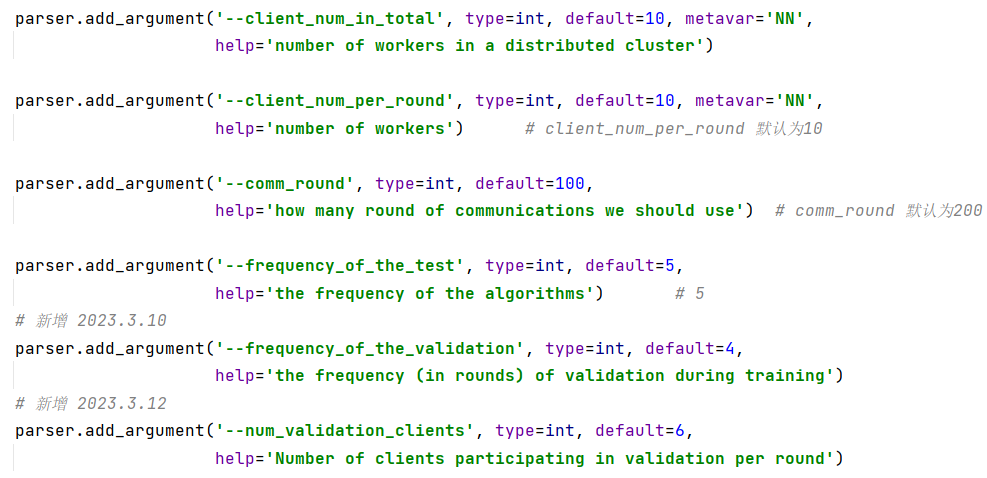 parser.add_argument('--client_num_in_total', type=int, default=10, metavar='NN',
help='number of workers in a distributed cluster')
parser.add_argument('--client_num_per_round', type=int, default=10, metavar='NN',
help='number of workers') # client_num_per_round 默认为10
parser.add_argument('--comm_round', type=int, default=100,
help='how many round of communications we should use') # comm_round 默认为200
parser.add_argument('--frequency_of_the_test', type=int, default=5,
help='the frequency of the algorithms') # 5
# 新增 2023.3.10
parser.add_argument('--frequency_of_the_validation', type=int, default=4,
help='the frequency (in rounds) of validation during training')
# 新增 2023.3.12
parser.add_argument('--num_validation_clients', type=int, default=6,
help='Number of clients participating in validation per round')